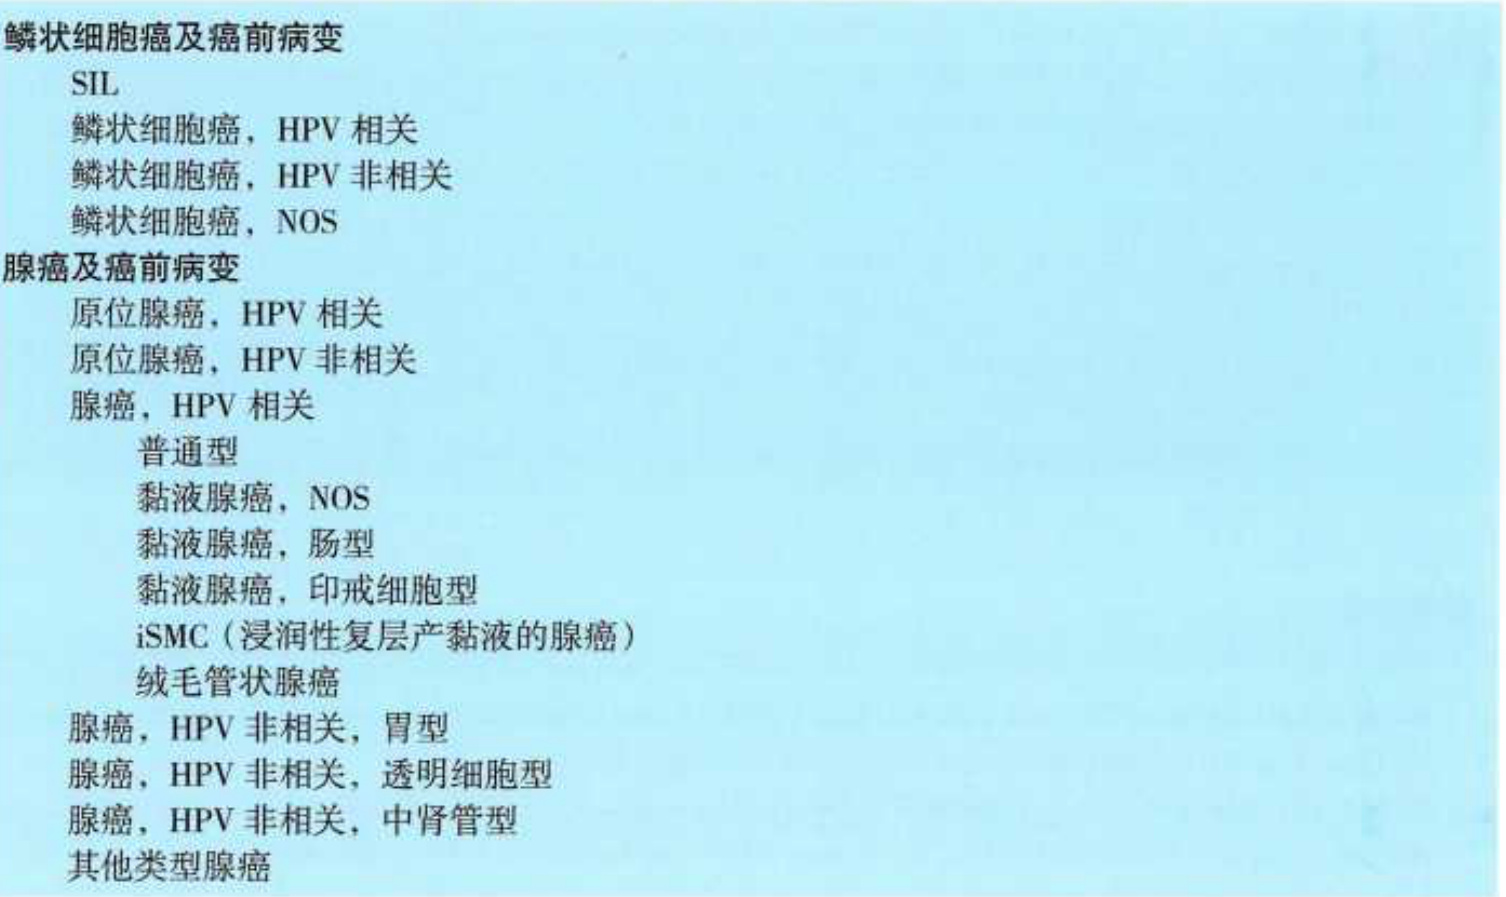 鳞状细胞癌及癌前病变
SIL
鳞状细胞癌，HPV 相关
鳞状细胞癌，HPV 非相关
鳞状细胞癌，NOS
腺癌及癌前病变
原位腺癌，HPV 相关
原位腺癌，HPV 非相关
腺癌，HPV 相关
普通型
黏液腺癌，NOS
黏液腺癌，肠型
黏液腺癌，印戒细胞型
iSMC（浸润性复层产黏液的腺癌）
绒毛管状腺癌
腺癌，HPV 非相关，胃型
腺癌，HPV 非相关，透明细胞型
腺癌，HPV 非相关，中肾管型
其他类型腺癌